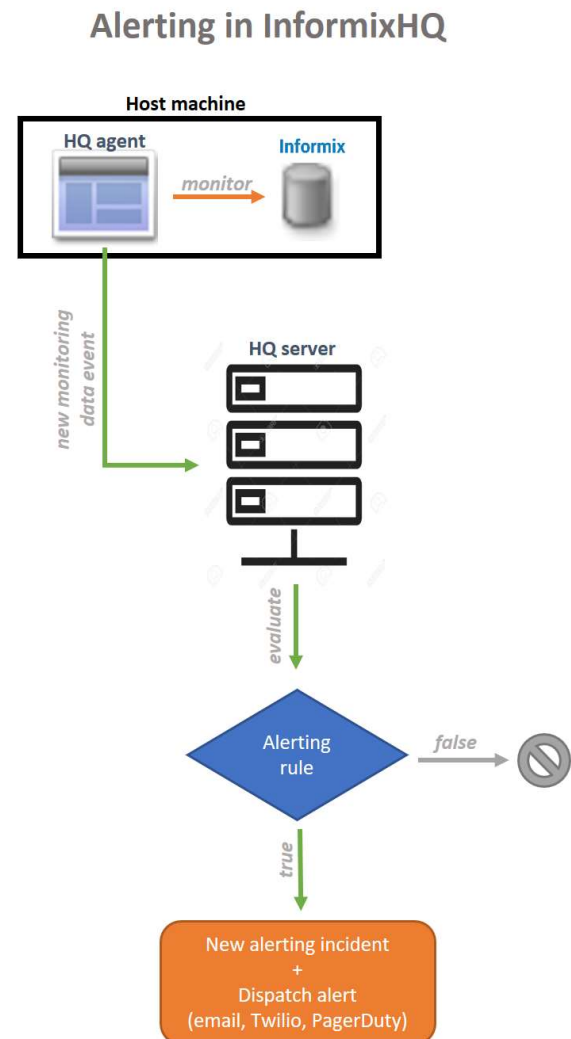 Alerting in InformixHQ
Host machine
HQ agent
Informix
monitor
new monitoring
data event
HQ server
evaluate
Alerting
rule
false
true
New alerting incident
+
Dispatch alert
(email, Twilio, PagerDuty)